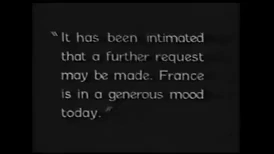 "It has been intimated
that a further request
may be made. France
is in a generous mood
today."